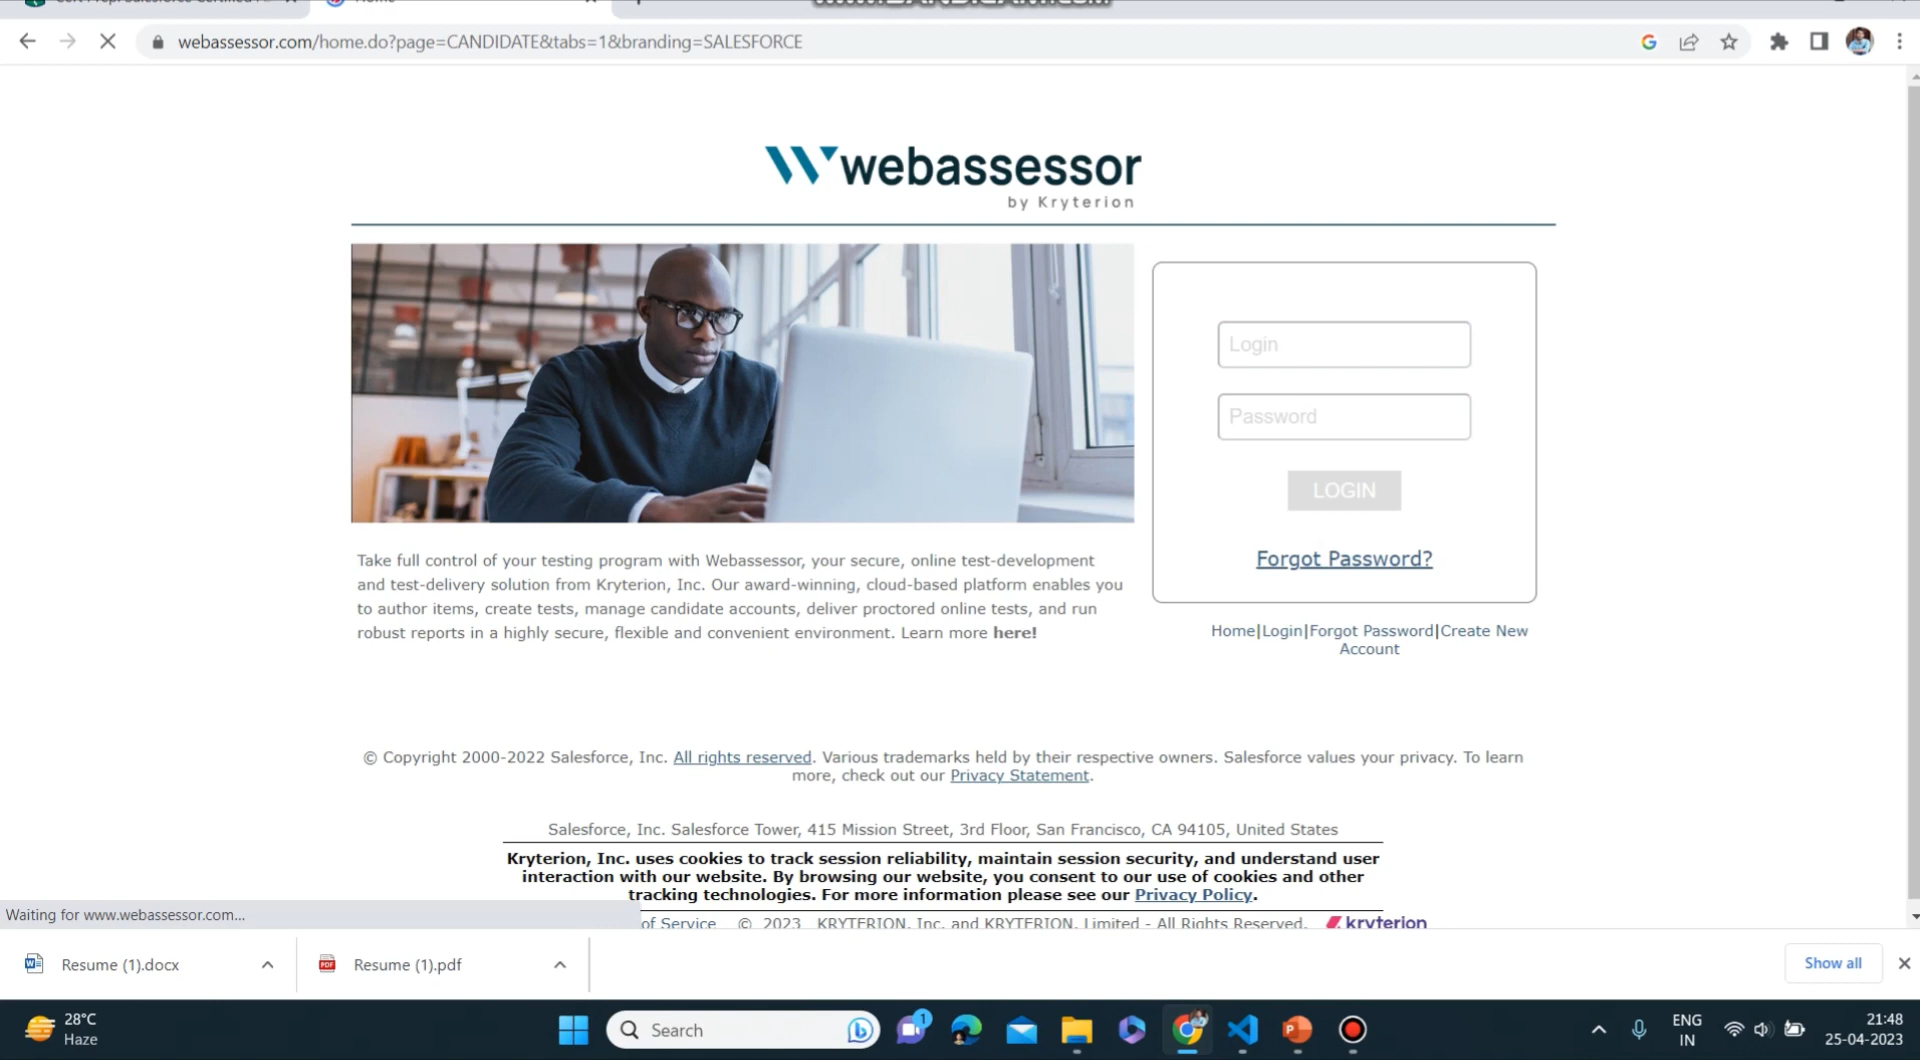 Home
webassessor.com/home.do?page=CANDIDATE&tabs=1&branding=SALESFORCE
webassessor
by Kryterion
Login
Password
LOGIN
Forgot Password?
Take full control of your testing program with Webassessor, your secure, online test-development
and test-delivery solution from Kryterion, Inc. Our award-winning, cloud-based platform enables you
to author items, create tests, manage candidate accounts, deliver proctored online tests, and run
robust reports in a highly secure, flexible and convenient environment. Learn more here!
Home|Login|Forgot Password|Create New
Account
© Copyright 2000-2022 Salesforce, Inc. All rights reserved. Various trademarks held by their respective owners. Salesforce values your privacy. To learn
more, check out our Privacy Statement.
Salesforce, Inc. Salesforce Tower, 415 Mission Street, 3rd Floor, San Francisco, CA 94105, United States
Kryterion, Inc. uses cookies to track session reliability, maintain session security, and understand user
interaction with our website. By browsing our website, you consent to our use of cookies and other
tracking technologies. For more information please see our Privacy Policy.
Waiting for www.webassessor.com...
of Service © 2023 KRYTERION, Inc. and KRYTERION, Limited - All Rights Reserved. kryterion
Resume (1).docx
Resume (1).pdf
Show all
28°C
Haze
Search
1
ENG
IN
21:48
25-04-2023